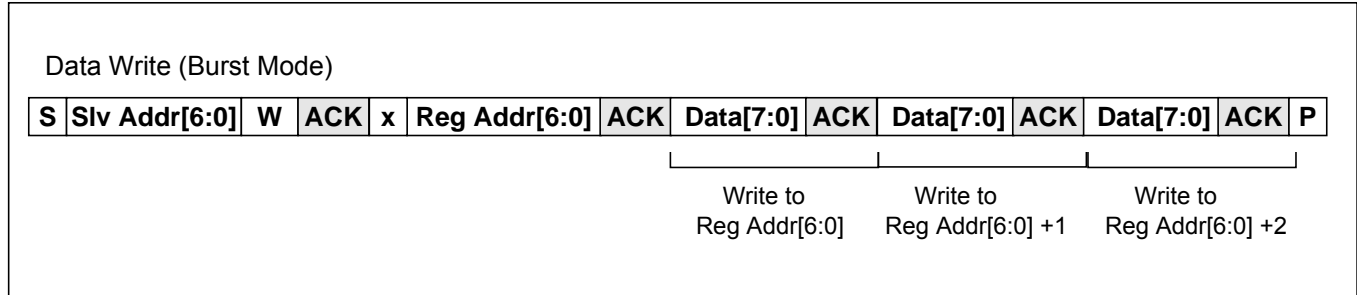 Data Write (Burst Mode)
S Slv Addr[6:0] W ACK x Reg Addr[6:0] ACK Data[7:0] ACK Data[7:0] ACK Data[7:0] ACK P
Write to Write to Write to
Reg Addr[6:0] Reg Addr[6:0] +1 Reg Addr[6:0] +2